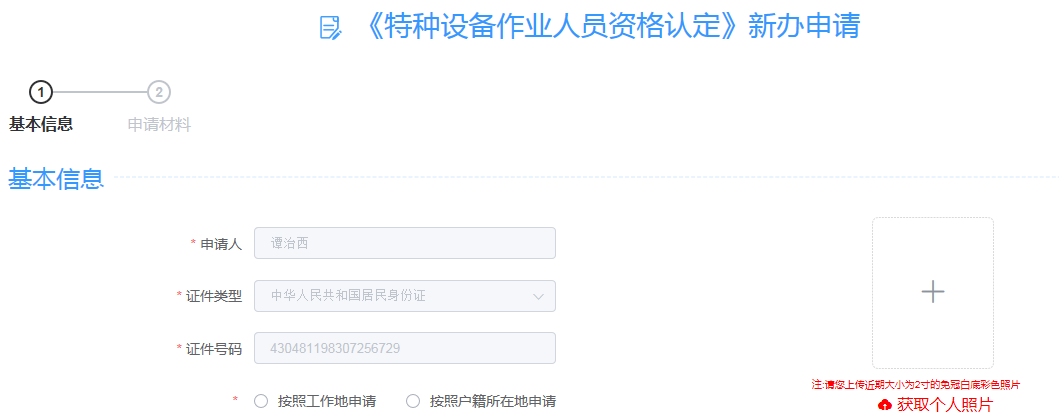 《特种设备作业人员资格认定》新办申请
1 2
基本信息 申请材料
基本信息
* 申请人 谭治西
* 证件类型 中华人民共和国居民身份证
* 证件号码 430481198307256729
* 按照工作地申请 按照户籍所在地申请
注:请您上传近期大小为2寸的免冠白底彩色照片
获取个人照片